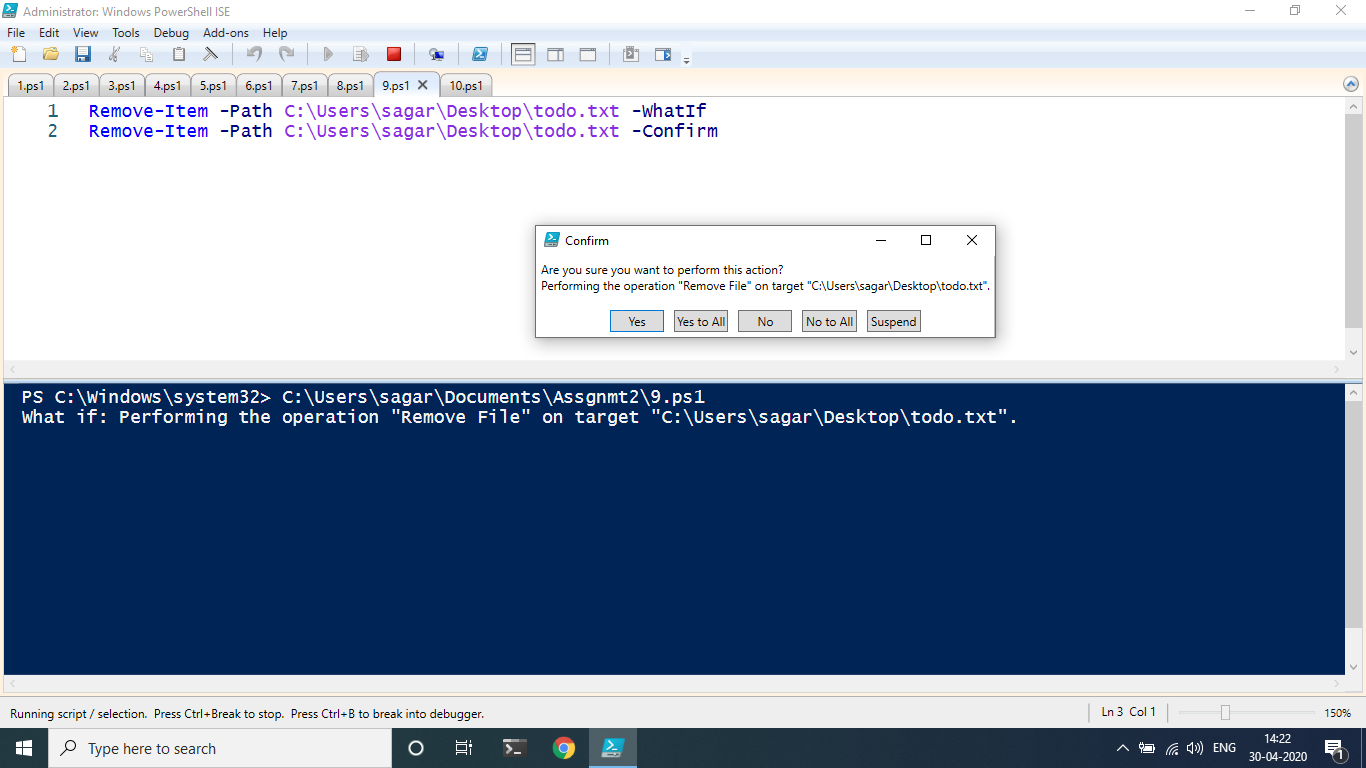 Administrator: Windows PowerShell ISE
File Edit View Tools Debug Add-ons Help
1.ps1 2.ps1 3.ps1 4.ps1 5.ps1 6.ps1 7.ps1 8.ps1 9.ps1 10.ps1
1 Remove-Item -Path C:\Users\sagar\Desktop\todo.txt -WhatIf
2 Remove-Item -Path C:\Users\sagar\Desktop\todo.txt -Confirm
Confirm
Are you sure you want to perform this action?
Performing the operation "Remove File" on target "C:\Users\sagar\Desktop\todo.txt".
Yes Yes to All No No to All Suspend
PS C:\Windows\system32> C:\Users\sagar\Documents\Assgnmt2\9.ps1
What if: Performing the operation "Remove File" on target "C:\Users\sagar\Desktop\todo.txt".
Running script / selection. Press Ctrl+Break to stop. Press Ctrl+B to break into debugger.
Ln 3 Col 1
150%
Type here to search
ENG
14:22
30-04-2020
1